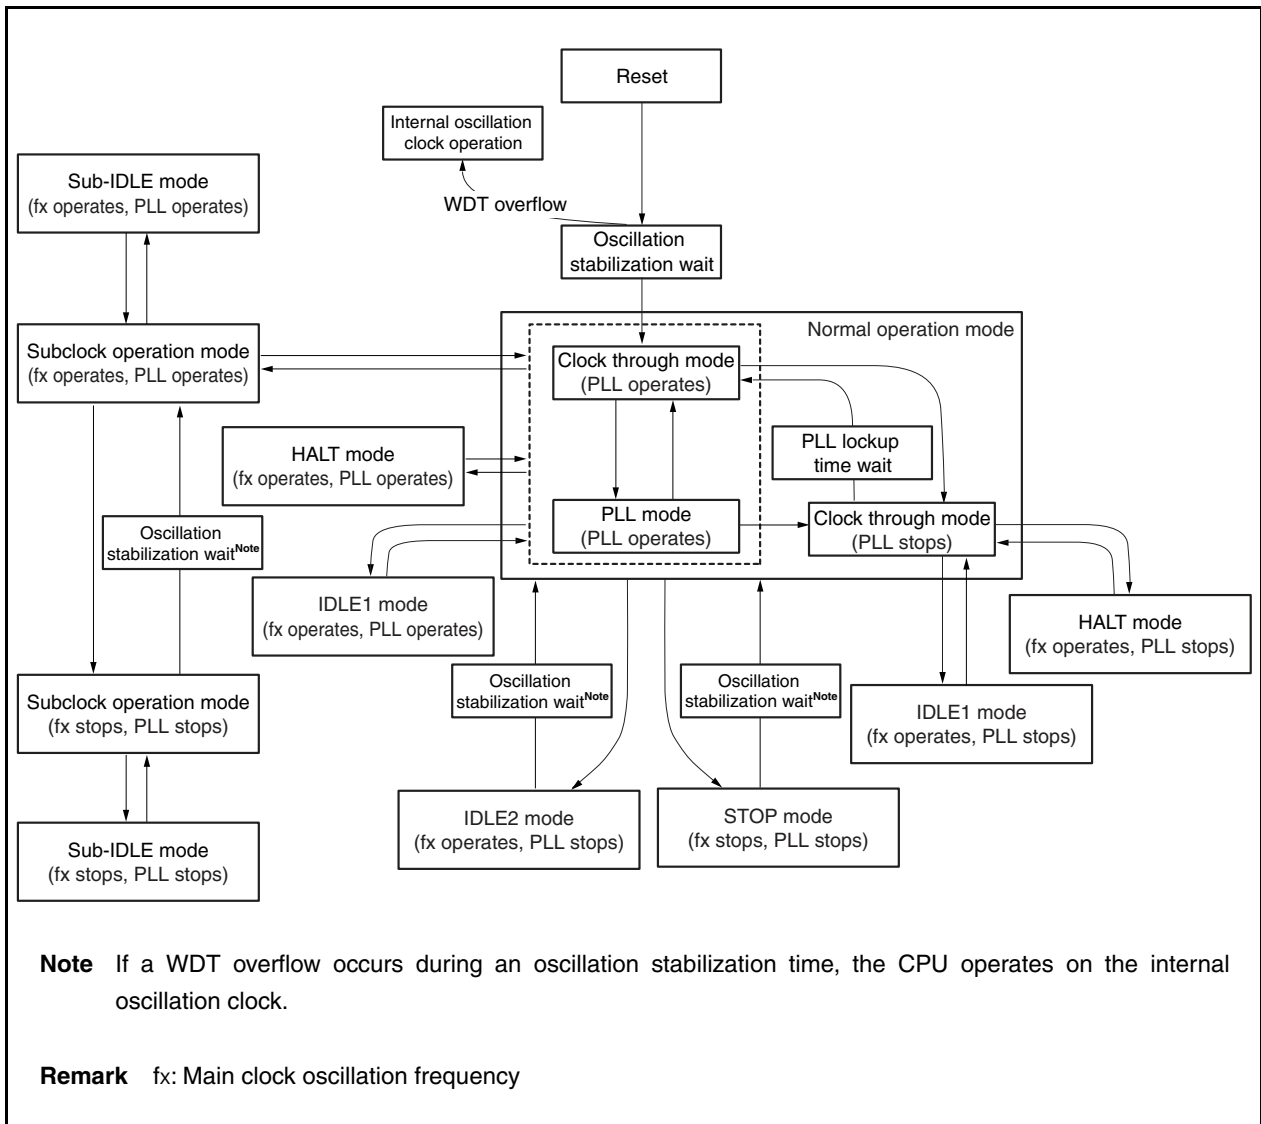 Reset
Internal oscillation
clock operation
WDT overflow
Sub-IDLE mode
(fx operates, PLL operates)
Oscillation
stabilization wait
Normal operation mode
Subclock operation mode
(fx operates, PLL operates)
Clock through mode
(PLL operates)
HALT mode
(fx operates, PLL operates)
PLL lockup
time wait
PLL mode
(PLL operates)
Clock through mode
(PLL stops)
Oscillation
stabilization waitNote
IDLE1 mode
(fx operates, PLL operates)
HALT mode
(fx operates, PLL stops)
Oscillation
stabilization waitNote
Oscillation
stabilization waitNote
Subclock operation mode
(fx stops, PLL stops)
IDLE1 mode
(fx operates, PLL stops)
IDLE2 mode
(fx operates, PLL stops)
STOP mode
(fx stops, PLL stops)
Sub-IDLE mode
(fx stops, PLL stops)
Note If a WDT overflow occurs during an oscillation stabilization time, the CPU operates on the internal
oscillation clock.
Remark fx: Main clock oscillation frequency